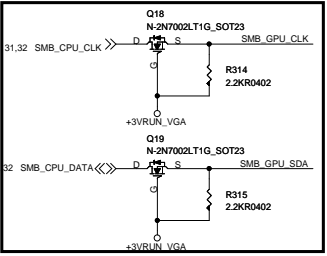 Q18
N-2N7002LT1G_SOT23
31,32 SMB_CPU_CLK
D
S
SMB_GPU_CLK
G
R314
2.2KR0402
+3VRUN_VGA
Q19
N-2N7002LT1G_SOT23
32 SMB_CPU_DATA
D
S
SMB_GPU_SDA
G
R315
2.2KR0402
+3VRUN_VGA